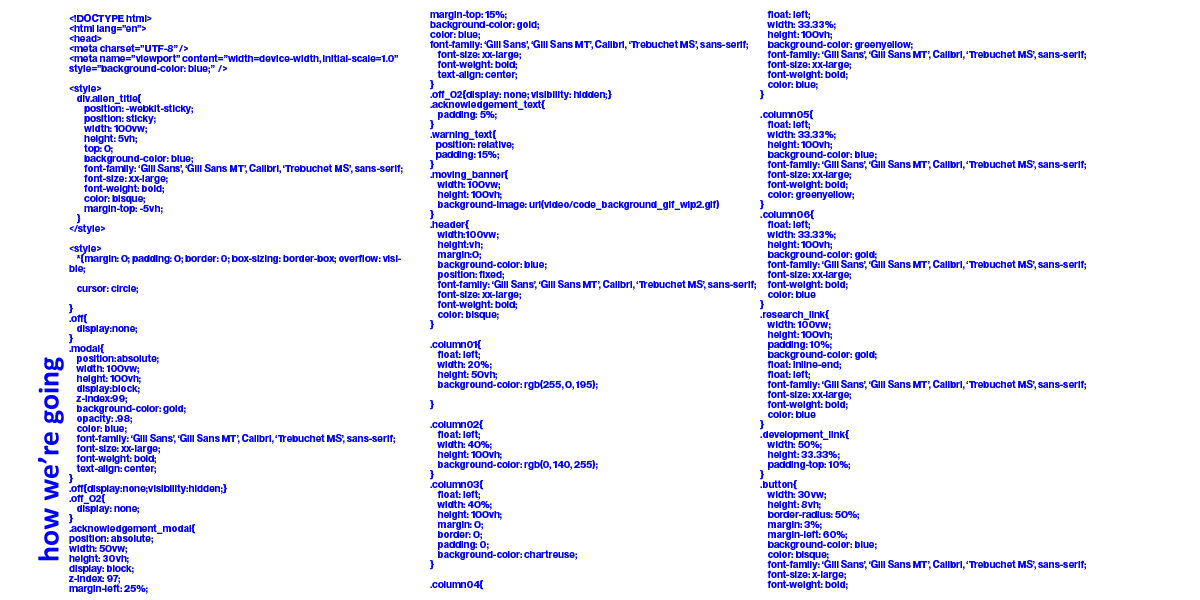 how we're going
<!DOCTYPE html>
<html lang="en">
<head>
<meta charset="UTF-8" />
<meta name="viewport" content="width=device-width, initial-scale=1.0"
style="background-color: blue;" />
<style>
div.alien_title{
position: -webkit-sticky;
position: sticky;
width: 100vw;
height: 5vh;
top: 0;
background-color: blue;
font-family: 'Gill Sans', 'Gill Sans MT', Calibri, 'Trebuchet MS', sans-serif;
font-size: xx-large;
font-weight: bold;
color: bisque;
margin-top: -5vh;
}
</style>
<style>
*{margin: 0; padding: 0; border: 0; box-sizing: border-box; overflow: visi-
ble;
cursor: circle;
}
.off{
display:none;
}
.modal{
position:absolute;
width: 100vw;
height: 100vh;
display:block;
z-index:99;
background-color: gold;
opacity: .98;
color: blue;
font-family: 'Gill Sans', 'Gill Sans MT', Calibri, 'Trebuchet MS', sans-serif;
font-size: xx-large;
font-weight: bold;
text-align: center;
}
.off{display:none;visibility:hidden;}
.off_02{
display: none;
}
.acknowledgement_modal{
position: absolute;
width: 50vw;
height: 30vh;
display: block;
z-index: 97;
margin-left: 25%;
margin-top: 15%;
background-color: gold;
color: blue;
font-family: 'Gill Sans', 'Gill Sans MT', Calibri, 'Trebuchet MS', sans-serif;
font-size: xx-large;
font-weight: bold;
text-align: center;
}
.off_02{display: none; visibility: hidden;}
.acknowledgement_text{
padding: 5%;
}
.warning_text{
position: relative;
padding: 15%;
}
.moving_banner{
width: 100vw;
height: 100vh;
background-image: url(video/code_background_gif_wip2.gif)
}
.header{
width:100vw;
height:vh;
margin:0;
background-color: blue;
position: fixed;
font-family: 'Gill Sans', 'Gill Sans MT', Calibri, 'Trebuchet MS', sans-serif;
font-size: xx-large;
font-weight: bold;
color: bisque;
}
.column01{
float: left;
width: 20%;
height: 50vh;
background-color: rgb(255, 0, 195);
}
.column02{
float: left;
width: 40%;
height: 100vh;
background-color: rgb(0, 140, 255);
}
.column03{
float: left;
width: 40%;
height: 100vh;
margin: 0;
border: 0;
padding: 0;
background-color: chartreuse;
}
.column04{
float: left;
width: 33.33%;
height: 100vh;
background-color: greenyellow;
font-family: 'Gill Sans', 'Gill Sans MT', Calibri, 'Trebuchet MS', sans-serif;
font-size: xx-large;
font-weight: bold;
color: blue;
}
.column05{
float: left;
width: 33.33%;
height: 100vh;
background-color: blue;
font-family: 'Gill Sans', 'Gill Sans MT', Calibri, 'Trebuchet MS', sans-serif;
font-size: xx-large;
font-weight: bold;
color: greenyellow;
}
.column06{
float: left;
width: 33.33%;
height: 100vh;
background-color: gold;
font-family: 'Gill Sans', 'Gill Sans MT', Calibri, 'Trebuchet MS', sans-serif;
font-size: xx-large;
font-weight: bold;
color: blue
}
.research_link{
width: 100vw;
height: 100vh;
padding: 10%;
background-color: gold;
float: inline-end;
float: left;
font-family: 'Gill Sans', 'Gill Sans MT', Calibri, 'Trebuchet MS', sans-serif;
font-size: xx-large;
font-weight: bold;
color: blue
}
.development_link{
width: 50%;
height: 33.33%;
padding-top: 10%;
}
.button{
width: 30vw;
height: 8vh;
border-radius: 50%;
margin: 3%;
margin-left: 60%;
background-color: blue;
color: bisque;
font-family: 'Gill Sans', 'Gill Sans MT', Calibri, 'Trebuchet MS', sans-serif;
font-size: x-large;
font-weight: bold;